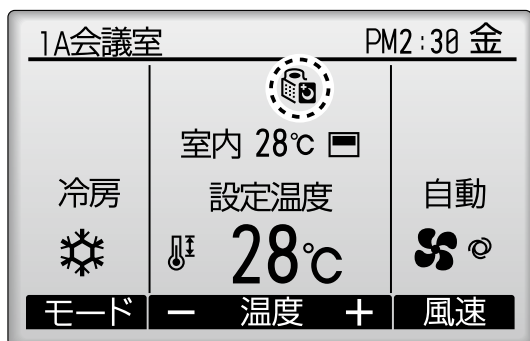 1A会議室 PM2:30 金
室内 28℃
冷房 設定温度 自動
28℃
モード － 温度 ＋ 風速